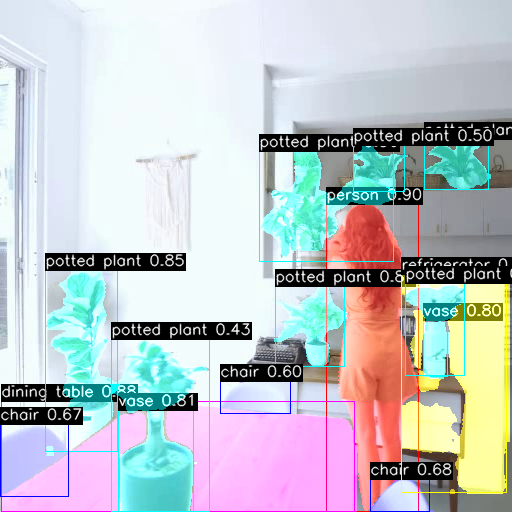 potted plant 0.50
potted plant
person 0.90
potted plant 0.85
refrigerator
potted plant 0.8
potted plant
vase 0.80
potted plant 0.43
chair 0.60
dining table 0.88
vase 0.81
chair 0.67
chair 0.68